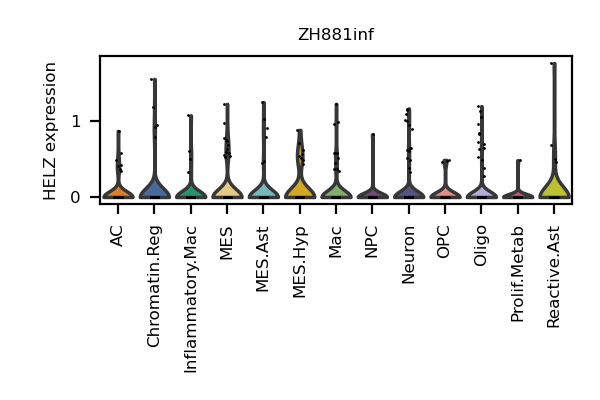 ZH881inf
HELZ expression
1
0
AC
Chromatin.Reg
Inflammatory.Mac
MES
MES.Ast
MES.Hyp
Mac
NPC
Neuron
OPC
Oligo
Prolif.Metab
Reactive.Ast